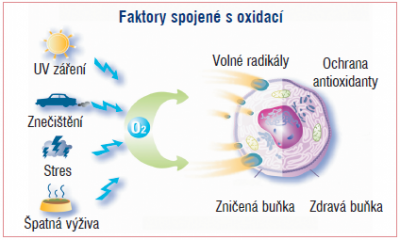 Faktory spojené s oxidací
UV záření
Znečištění
Stres
Špatná výživa
O₂
Volné radikály
Ochrana
antioxidanty
Zničená buňka
Zdravá buňka